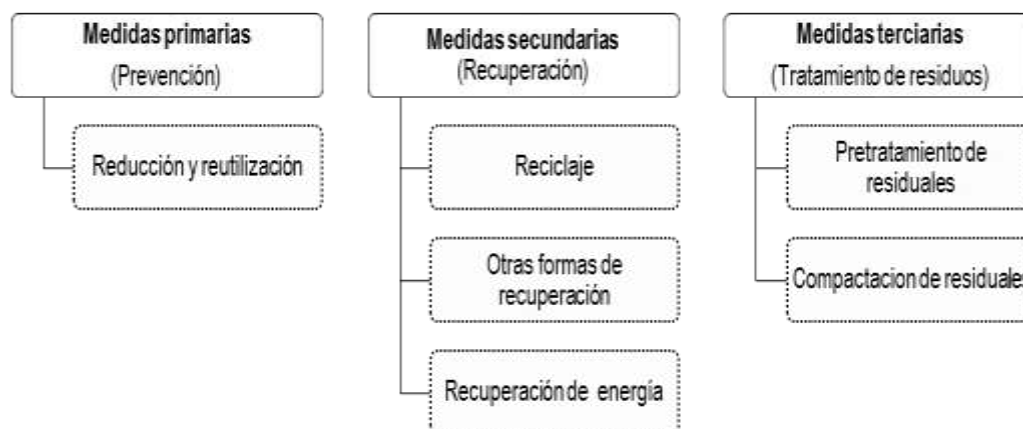 Medidas primarias
(Prevención)
Reducción y reutilización
Medidas secundarias
(Recuperación)
Reciclaje
Otras formas de
recuperación
Recuperación de energía
Medidas terciarias
(Tratamiento de residuos)
Pretratamiento de
residuales
Compactacion de residuales